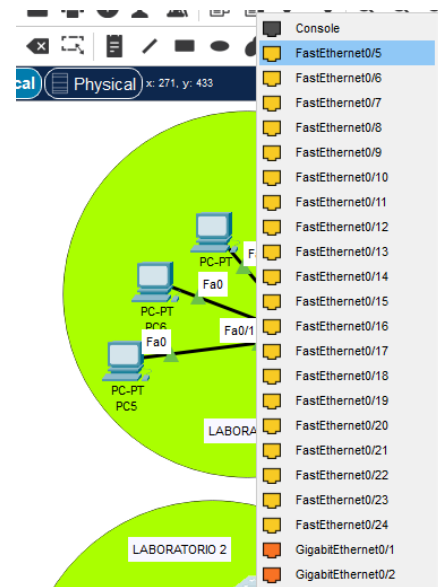 Console
FastEthernet0/5
cal
Physical
x: 271, y: 433
FastEthernet0/6
FastEthernet0/7
FastEthernet0/8
FastEthernet0/9
FastEthernet0/10
FastEthernet0/11
FastEthernet0/12
FastEthernet0/13
PC-PT
FastEthernet0/14
Fa0
FastEthernet0/15
PC-PT
PC6
FastEthernet0/16
Fa0
Fa0/1
FastEthernet0/17
FastEthernet0/18
PC-PT
PC5
FastEthernet0/19
FastEthernet0/20
LABORA
FastEthernet0/21
FastEthernet0/22
FastEthernet0/23
FastEthernet0/24
LABORATORIO 2
GigabitEthernet0/1
GigabitEthernet0/2